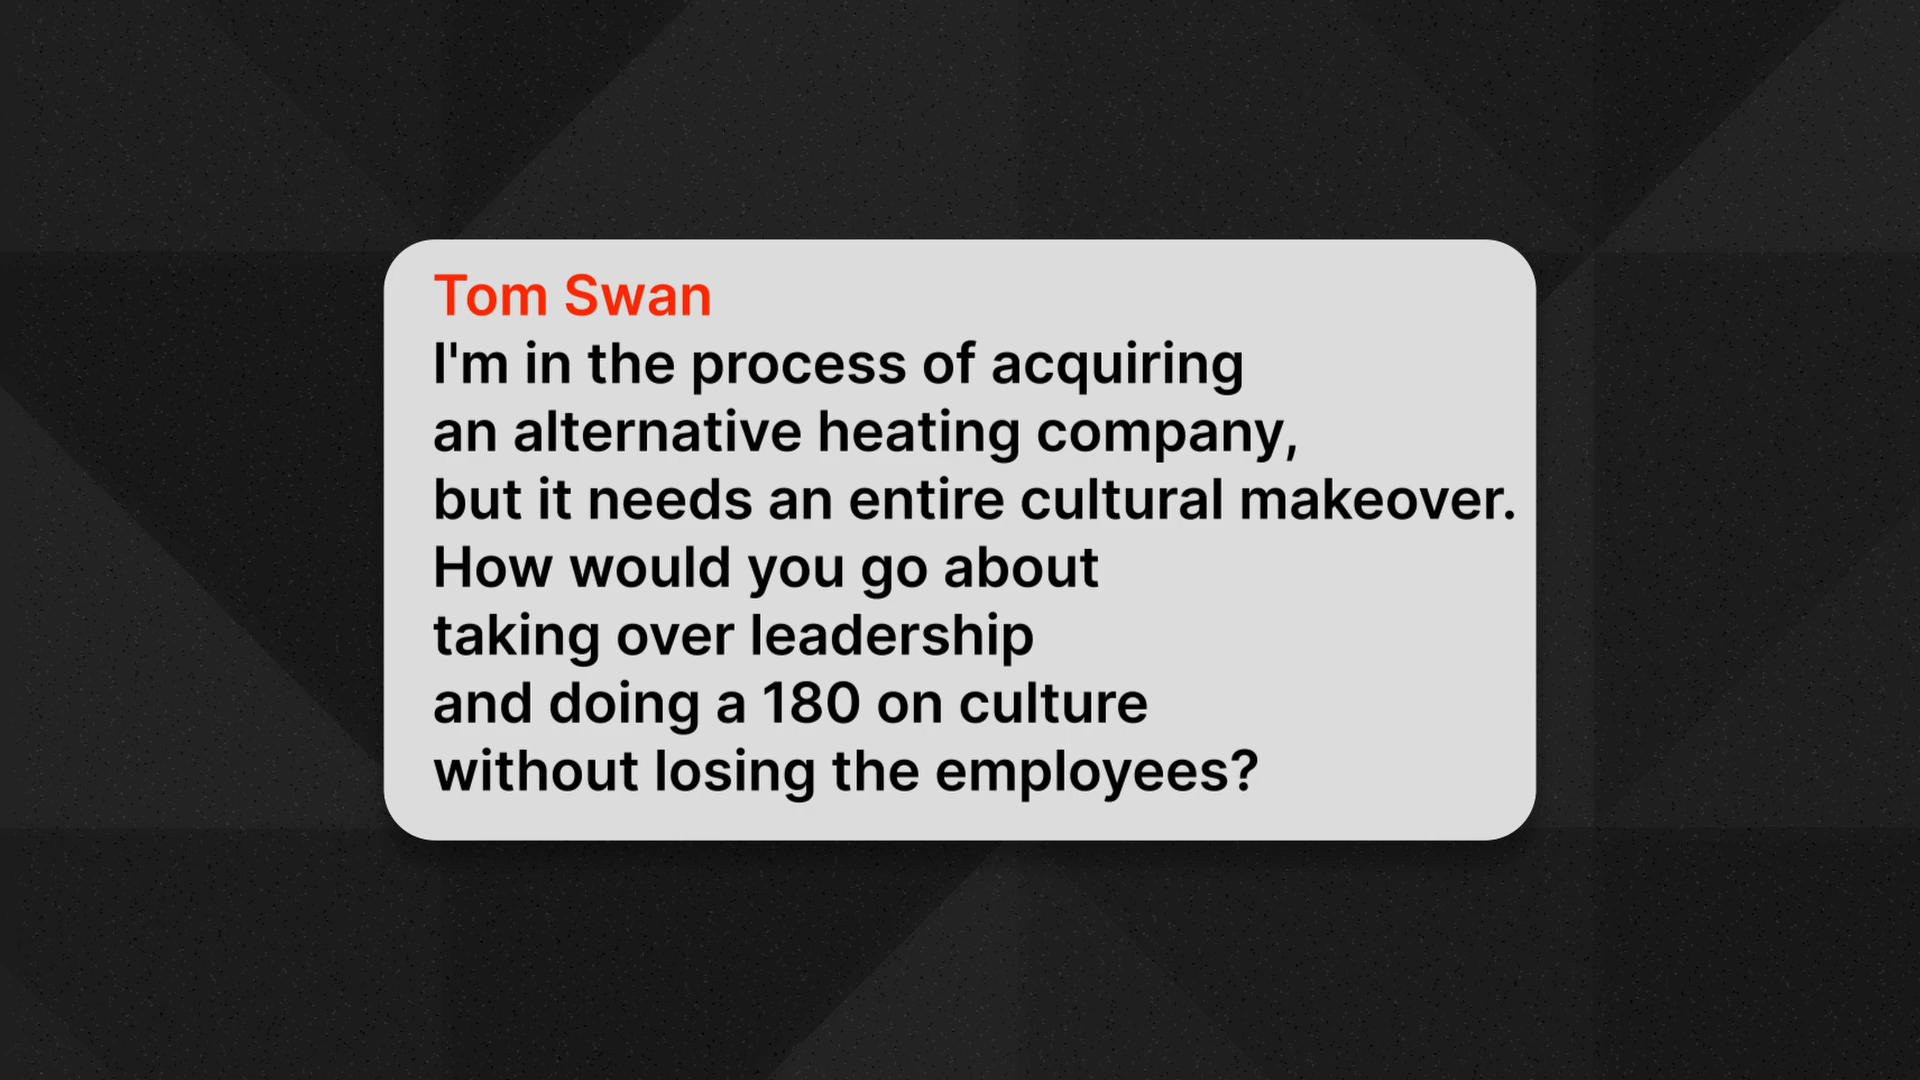 Tom Swan
I'm in the process of acquiring
an alternative heating company,
but it needs an entire cultural makeover.
How would you go about
taking over leadership
and doing a 180 on culture
without losing the employees?